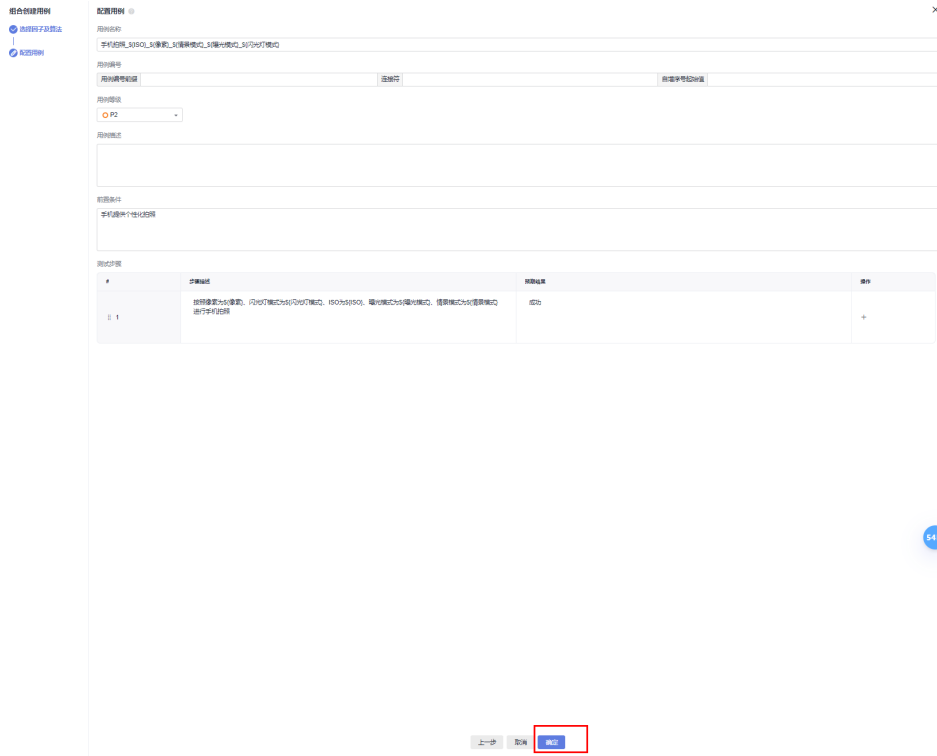 组合创建用例
选择因子及算法
配置用例
配置用例
用例名称
手机拍照_${ISO}_${像素}_${情景模式}_${曝光模式}_${闪光灯模式}
用例编号
用例编号前缀
连接符
自增序号起始值
用例等级
P2
用例描述
前置条件
手机提供个性化拍照
测试步骤
# 步骤描述 预期结果 操作
1 按照像素为${像素}、闪光灯模式为${闪光灯模式}、ISO为${ISO}、曝光模式为${曝光模式}、情景模式为${情景模式} 成功 +
进行手机拍照
54
上一步 取消 确定